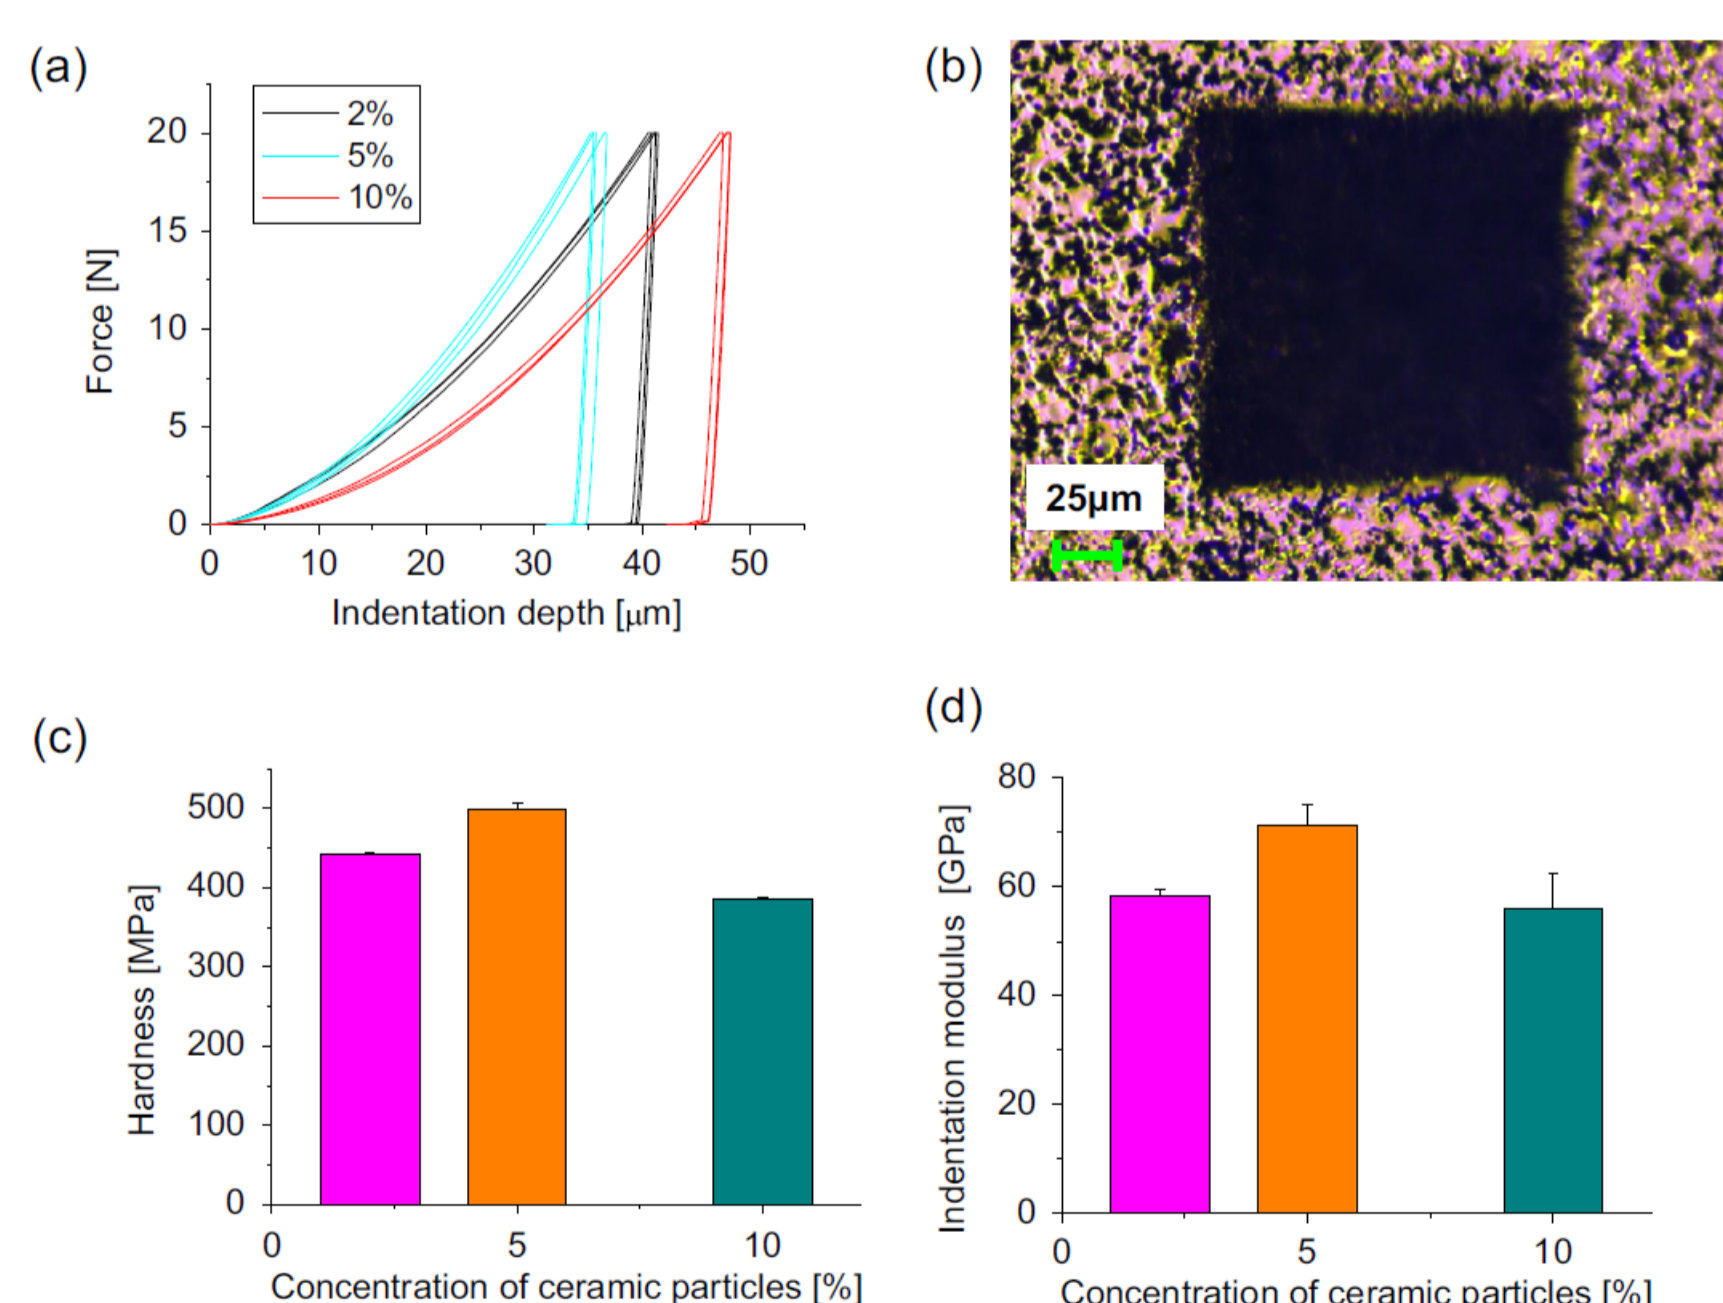 (a)
2%
5%
10%
20
15
10
5
0
Force [N]
0 10 20 30 40 50
Indentation depth [μm]
(b)
25μm
(c)
500
400
300
200
100
0
Hardness [MPa]
0 5 10
Concentration of ceramic particles [%]
(d)
80
60
40
20
0
Indentation modulus [GPa]
0 5 10
Concentration of ceramic particles [%]